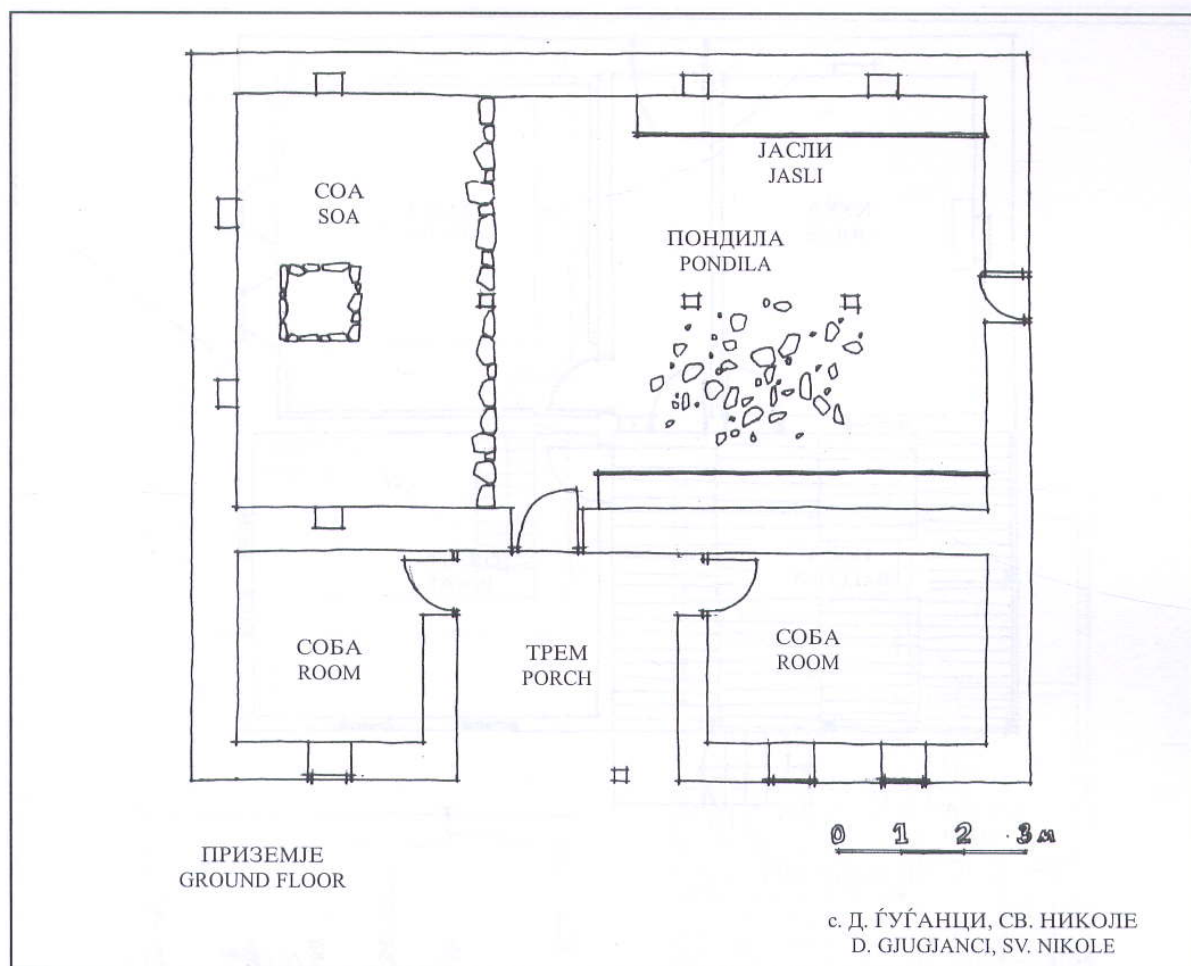 ЈАСЛИ
JASLI
СОА
SOA
ПОНДИЛА
PONDILA
СОБА
ROOM
ТРЕМ
PORCH
СОБА
ROOM
0 1 2 3 м
ПРИЗЕМЈЕ
GROUND FLOOR
с. Д. ЃУЃАНЦИ, СВ. НИКОЛЕ
D. GJUGJANCI, SV. NIKOLE